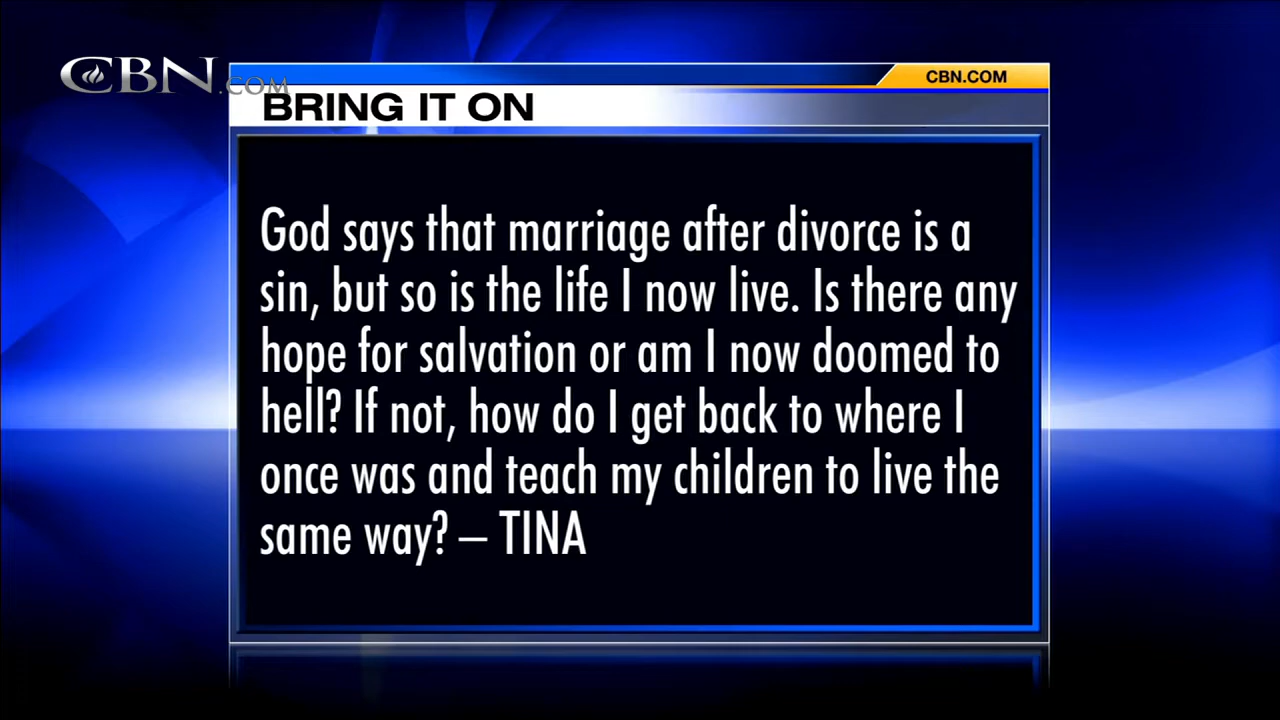 CBN.COM
CBN.COM
BRING IT ON
God says that marriage after divorce is a
sin, but so is the life I now live. Is there any
hope for salvation or am I now doomed to
hell? If not, how do I get back to where I
once was and teach my children to live the
same way? – TINA